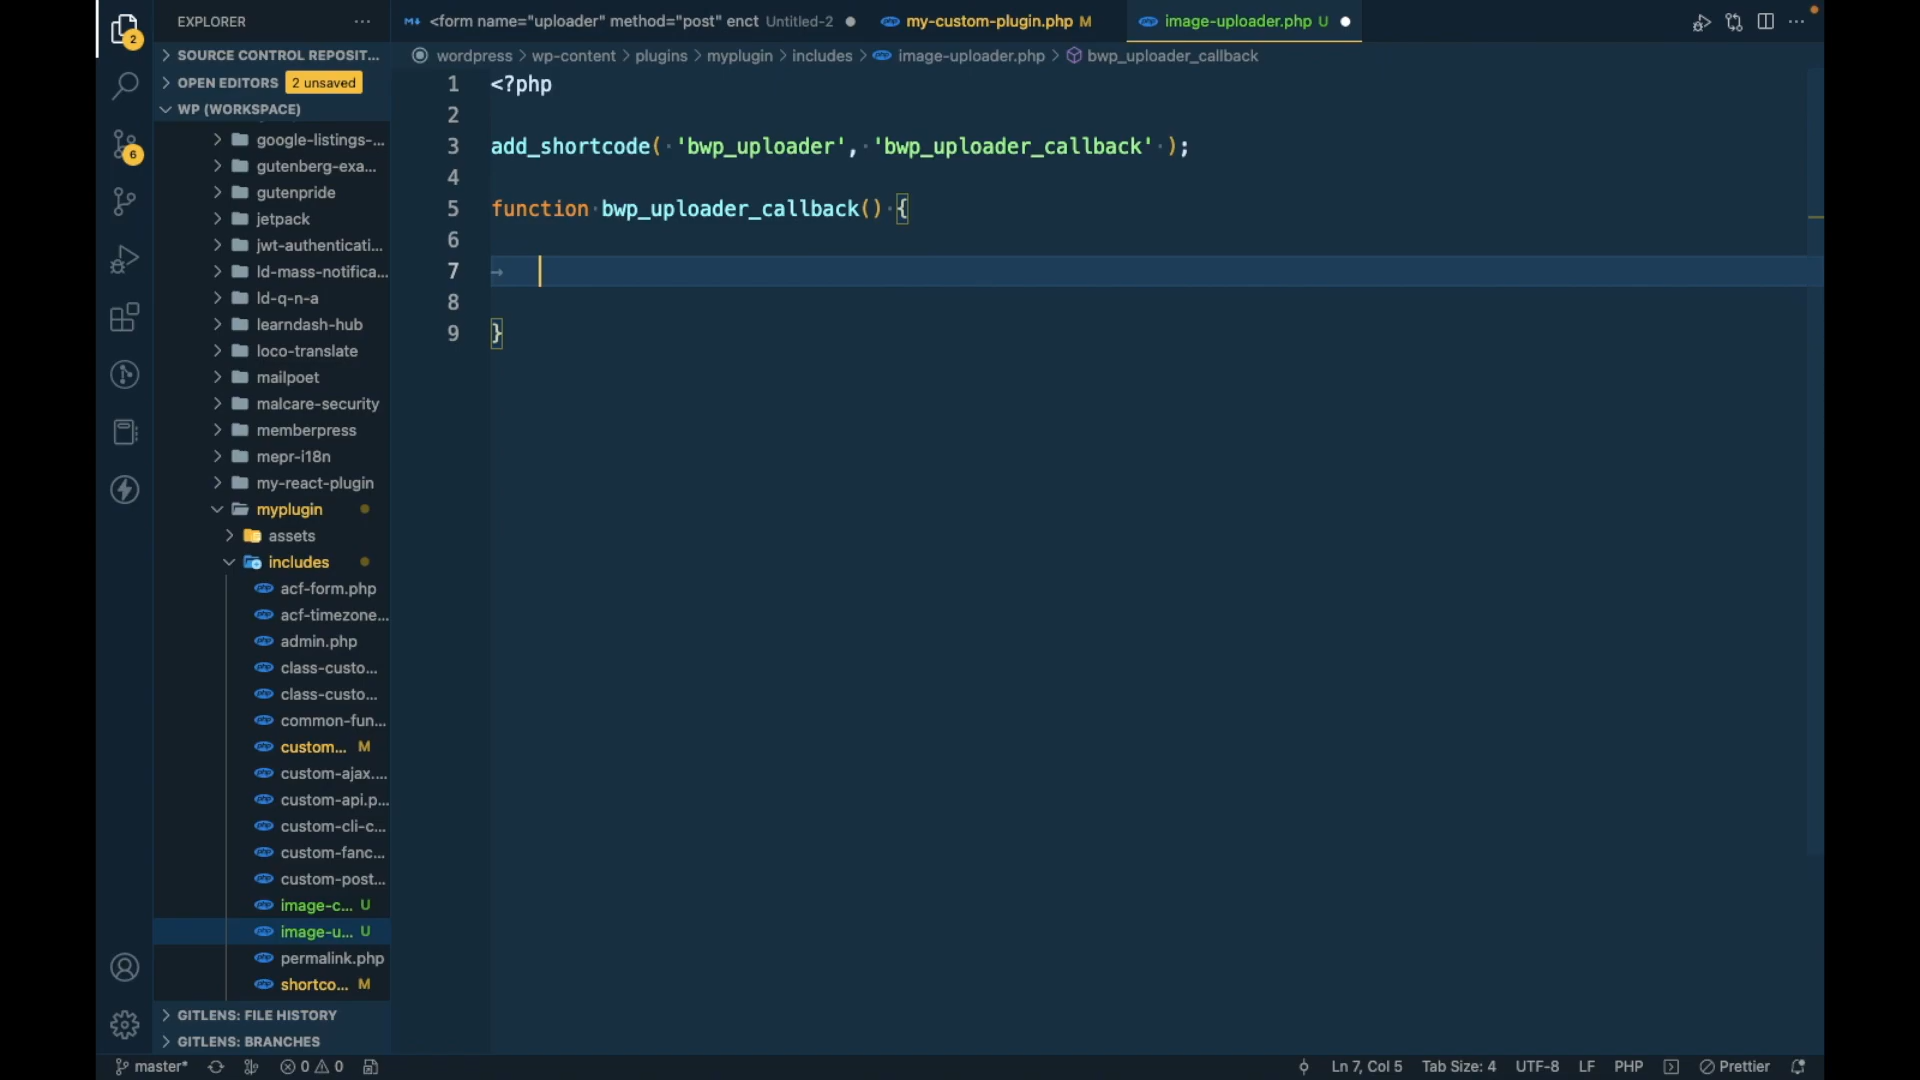 EXPLORER
<form name="uploader" method="post" enct Untitled-2
my-custom-plugin.php M
image-uploader.php U
2
SOURCE CONTROL REPOSIT...
wordpress > wp-content > plugins > myplugin > includes > image-uploader.php > bwp_uploader_callback
OPEN EDITORS 2 unsaved
WP (WORKSPACE)
6
google-listings-...
gutenberg-exa...
gutenpride
jetpack
jwt-authenticati...
ld-mass-notifica...
ld-q-n-a
learndash-hub
loco-translate
mailpoet
malcare-security
memberpress
mepr-i18n
my-react-plugin
myplugin
assets
includes
acf-form.php
acf-timezone...
admin.php
class-custo...
class-custo...
common-fun...
custom... M
custom-ajax....
custom-api.p...
custom-cli-c...
custom-fanc...
custom-post...
image-c... U
image-u... U
permalink.php
shortco... M
GITLENS: FILE HISTORY
GITLENS: BRANCHES
1 <?php
2
3 add_shortcode( 'bwp_uploader', 'bwp_uploader_callback' );
4
5 function bwp_uploader_callback() {
6
7
8
9 }
master* 0 0 Ln 7, Col 5 Tab Size: 4 UTF-8 LF PHP Prettier